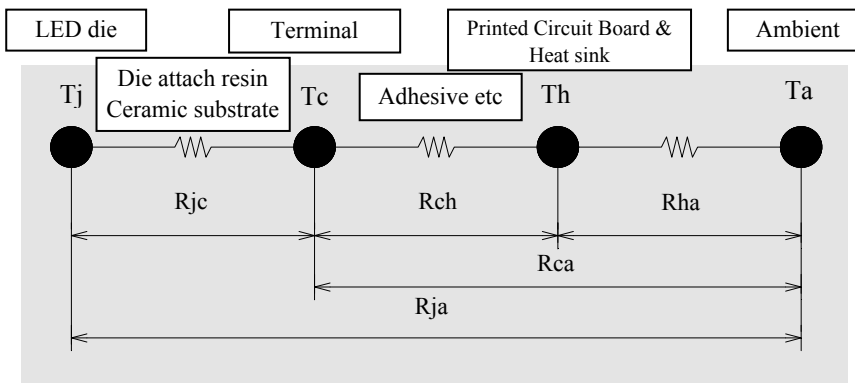 LED die
Terminal
Printed Circuit Board &
Heat sink
Ambient
Die attach resin
Ceramic substrate
Adhesive etc
Tj
Tc
Th
Ta
Rjc
Rch
Rha
Rca
Rja